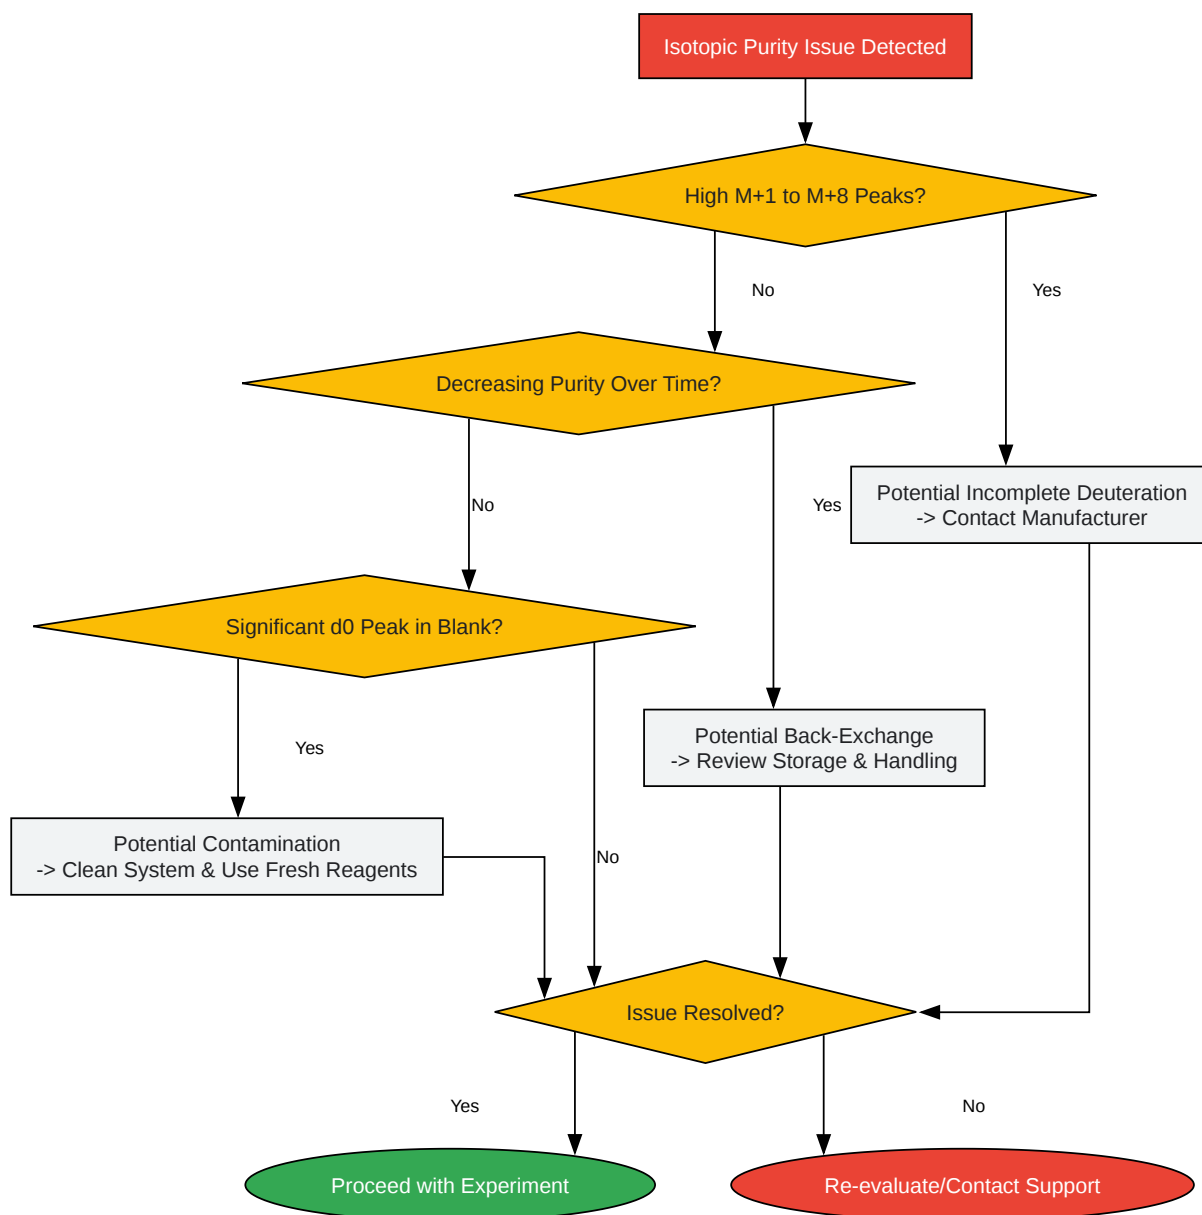 Isotopic Purity Issue Detected
High M+1 to M+8 Peaks?
No
Yes
Decreasing Purity Over Time?
Potential Incomplete Deuteration
-> Contact Manufacturer
No
Yes
Significant d0 Peak in Blank?
Potential Back-Exchange
-> Review Storage & Handling
Yes
Potential Contamination
-> Clean System & Use Fresh Reagents
No
Issue Resolved?
Yes
No
Proceed with Experiment
Re-evaluate/Contact Support